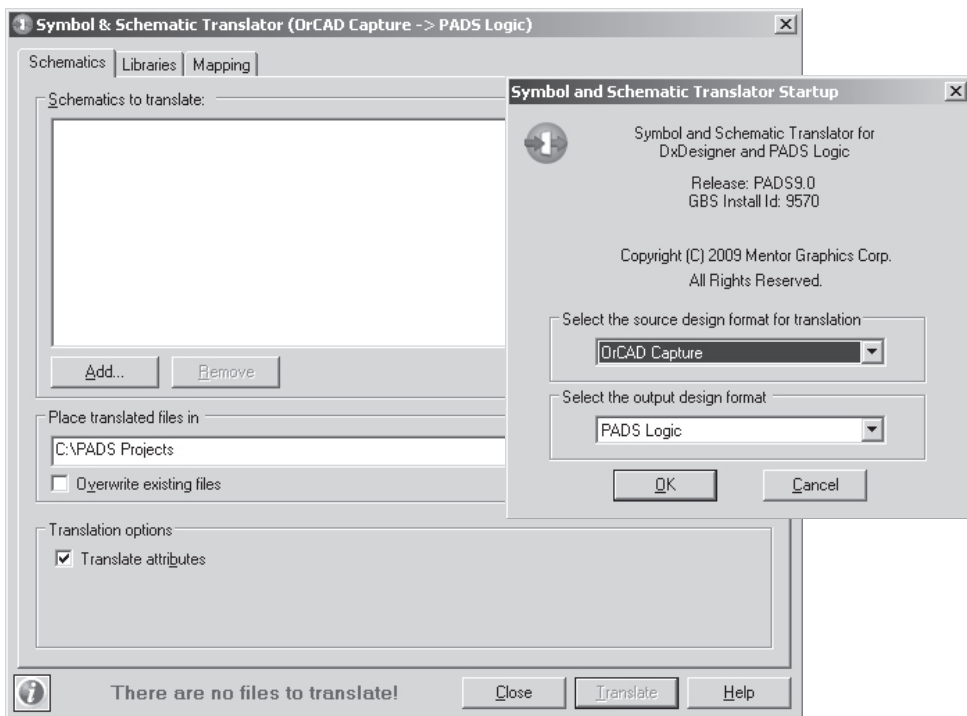 Symbol & Schematic Translator (OrCAD Capture -> PADS Logic)
Schematics
Libraries
Mapping
Schematics to translate:
Add...
Remove
Place translated files in
C:\PADS Projects
Overwrite existing files
Translation options
Translate attributes
There are no files to translate!
Close
Translate
Help
Symbol and Schematic Translator Startup
Symbol and Schematic Translator for
DxDesigner and PADS Logic
Release: PADS9.0
GBS Install Id: 9570
Copyright (C) 2009 Mentor Graphics Corp.
All Rights Reserved.
Select the source design format for translation
OrCAD Capture
Select the output design format
PADS Logic
OK
Cancel